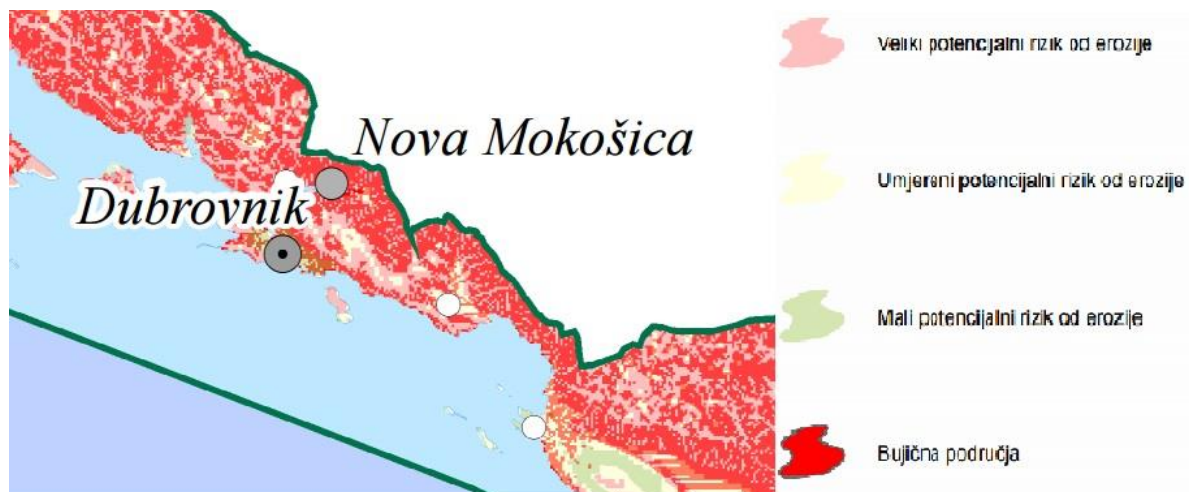 Nova Mokošica
Dubrovnik
Veliki potencijalni rizik od erozije
Umjereni potencijalni rizik od erozije
Mali potencijalni rizik od erozije
Bujična područja